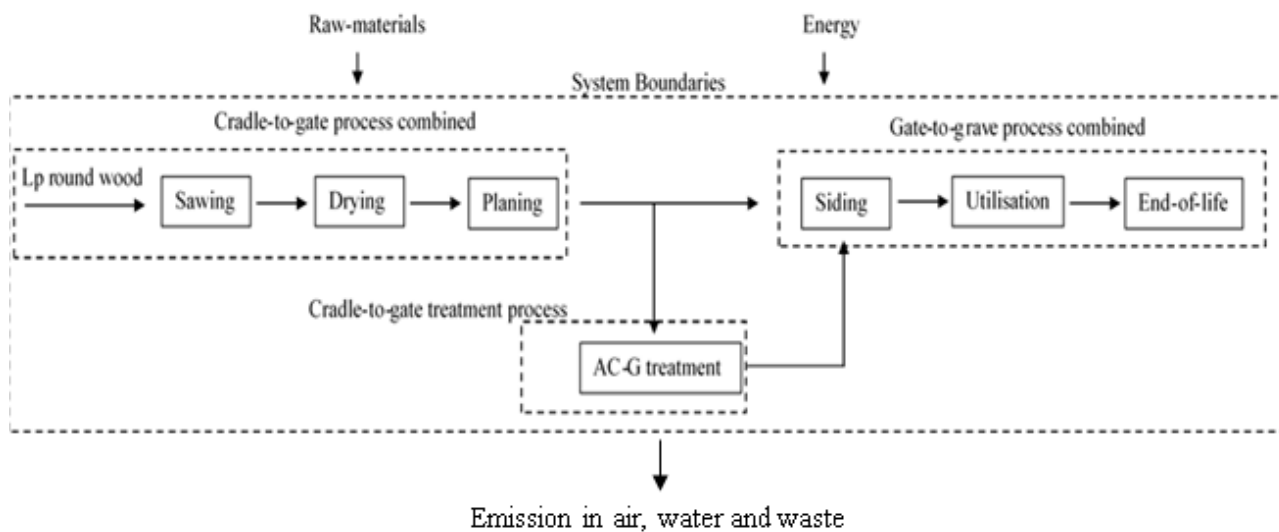 Raw-materials
Energy
System Boundaries
Cradle-to-gate process combined
Gate-to-grave process combined
Lp round wood
Sawing
Drying
Planing
Siding
Utilisation
End-of-life
Cradle-to-gate treatment process
AC-G treatment
Emission in air, water and waste